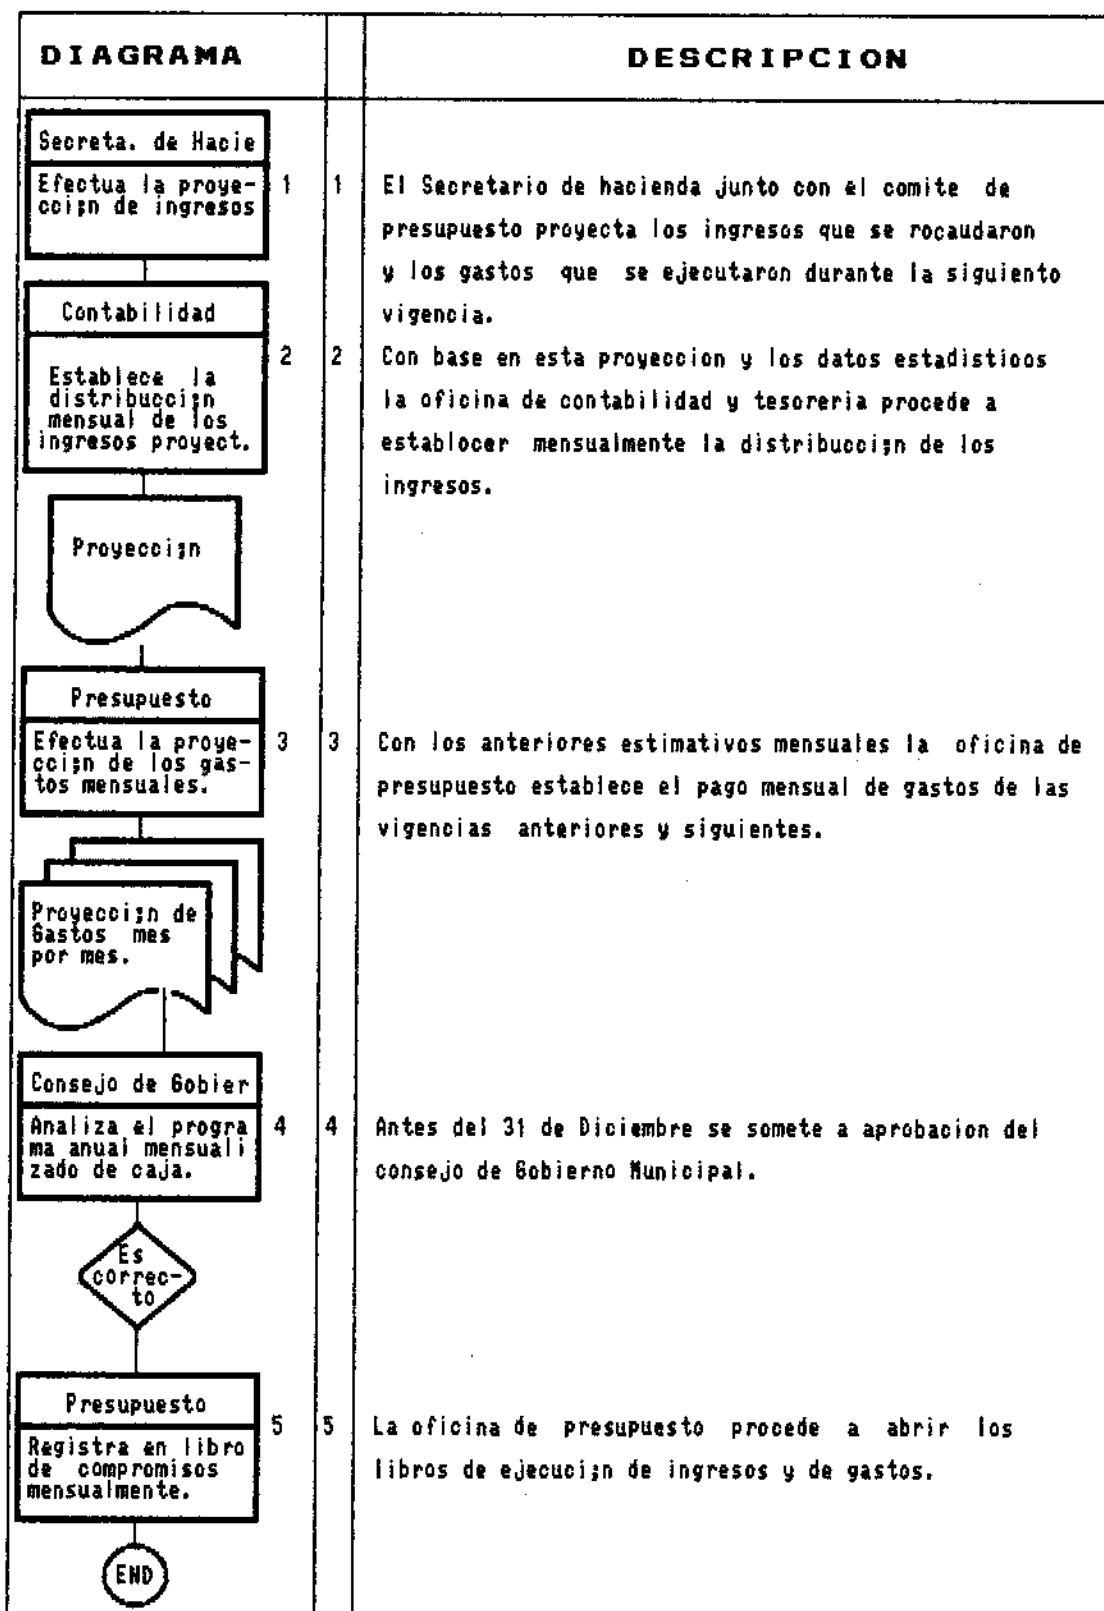 DIAGRAMA
DESCRIPCION
Secreta. de Hacie
Efectua la proye-
cci;n de ingresos
1
1
El Secretario de hacienda junto con el comite de
presupuesto proyecta los ingresos que se rocaudaron
y los gastos que se ejecutaron durante la siguiento
vigencia.
Contabilidad
Establece la
distribucci;n
mensual de los
ingresos proyect.
2
2
Con base en esta proyeccion y los datos estadisticos
la oficina de contabilidad y tesoreria procede a
establocer mensualmente la distribucci;n de los
ingresos.
Proyecci;n
Presupuesto
Efectua la proye-
cci;n de los gas-
tos mensuales.
3
3
Con los anteriores estimativos mensuales la oficina de
presupuesto establece el pago mensual de gastos de las
vigencias anteriores y siguientes.
Proyecci;n de
Gastos mes
por mes.
Consejo de Gobier
Analiza el progra
ma anual mensuali
zado de caja.
4
4
Antes del 31 de Diciembre se somete a aprobacion del
consejo de Gobierno Municipal.
Es
correc-
to
Presupuesto
Registra en libro
de compromisos
mensualmente.
5
5
La oficina de presupuesto procede a abrir los
libros de ejecuci;n de ingresos y de gastos.
END